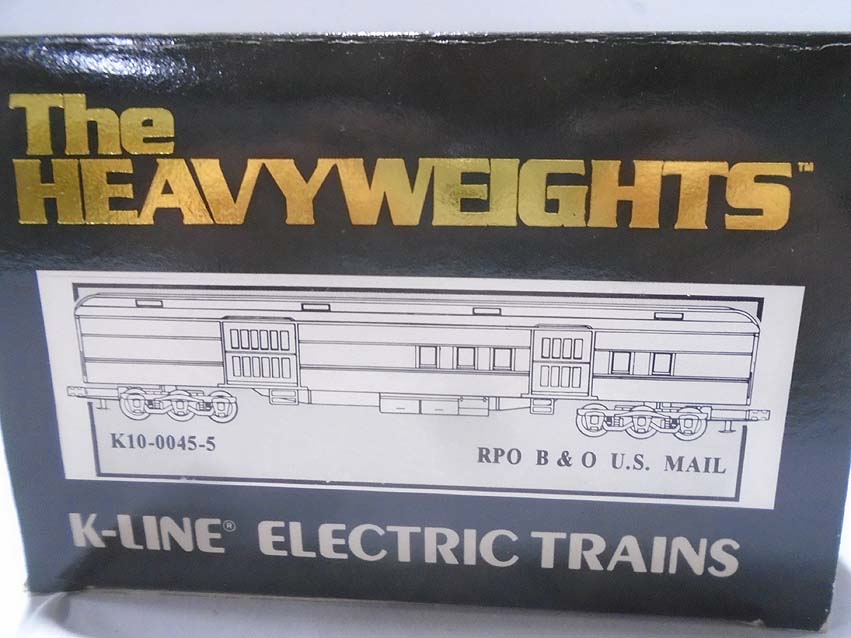 The
HEAVYWEIGHTS™
K10-0045-5
RPO B & O U.S. MAIL
K-LINE® ELECTRIC TRAINS